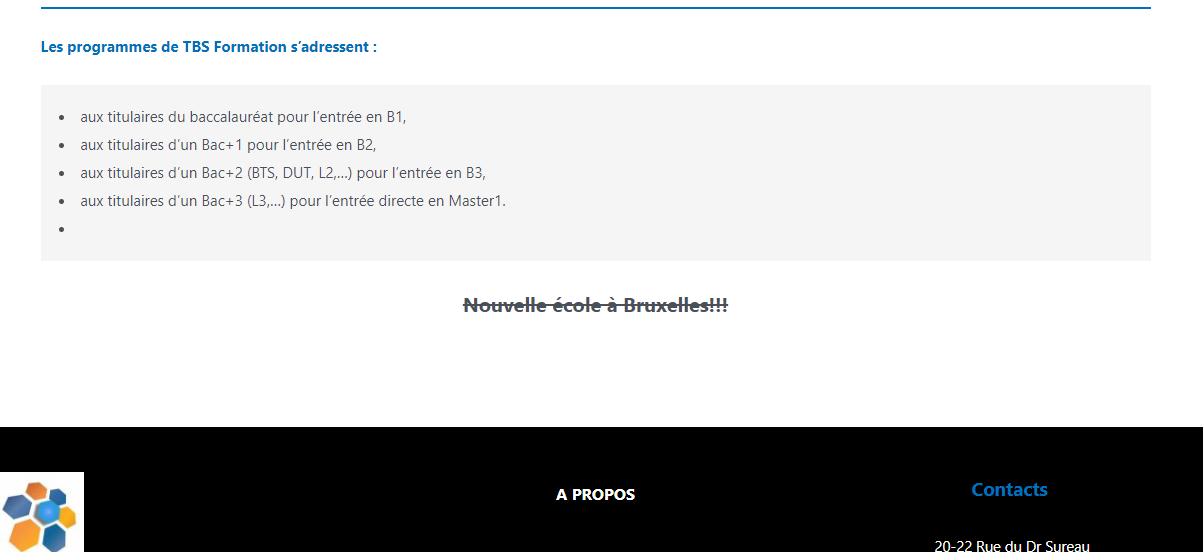 Les programmes de TBS Formation s’adressent :
aux titulaires du baccalauréat pour l’entrée en B1,
aux titulaires d’un Bac+1 pour l’entrée en B2,
aux titulaires d’un Bac+2 (BTS, DUT, L2,…) pour l’entrée en B3,
aux titulaires d’un Bac+3 (L3,…) pour l’entrée directe en Master1.
Nouvelle école à Bruxelles!!!
A PROPOS
Contacts
20-22 Rue du Dr Sureau